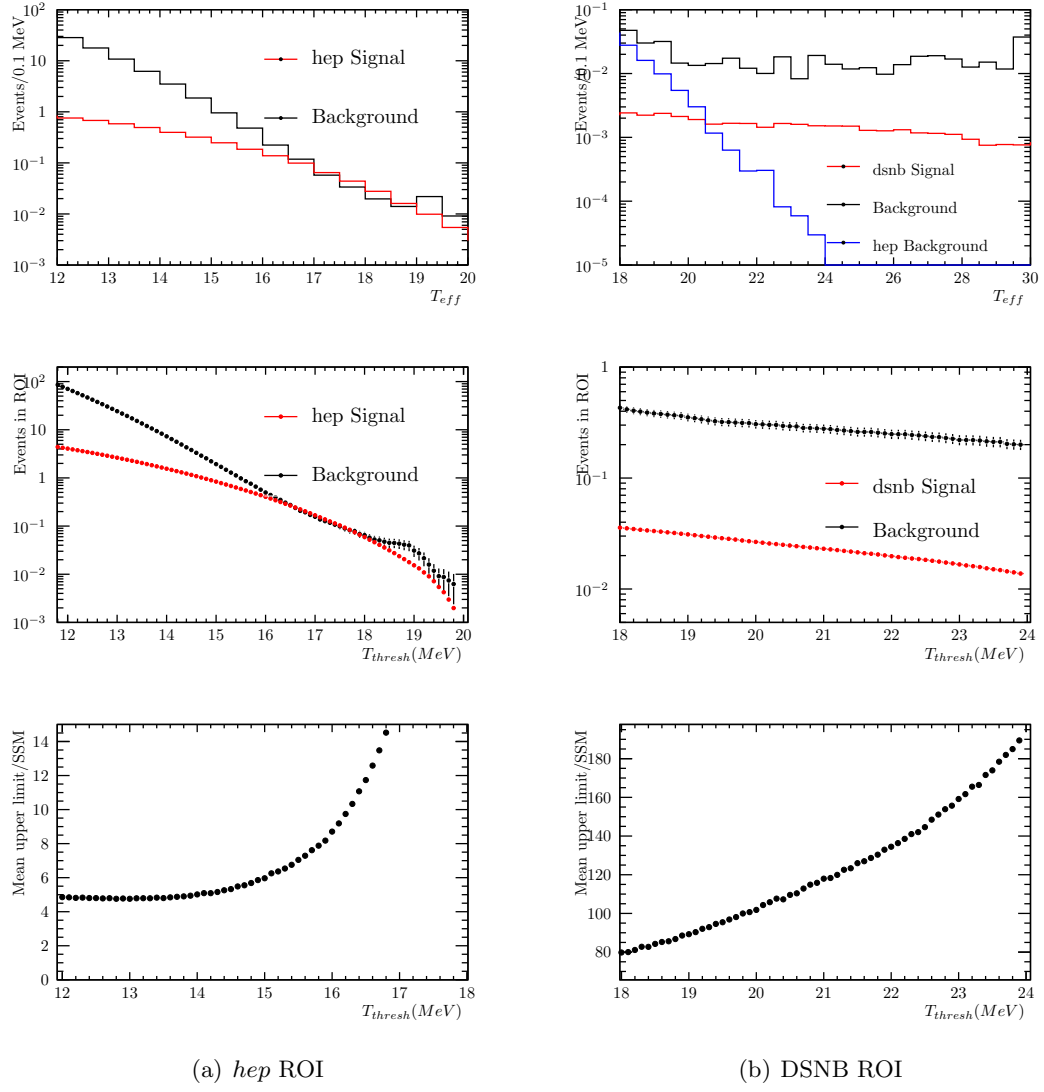 10^2
10
1
10^-1
10^-2
10^-3
Events/0.1 MeV
hep Signal
Background
12 13 14 15 16 17 18 19 20
T_eff
10^-1
10^-2
10^-3
10^-4
10^-5
Events/0.1 MeV
dsnb Signal
Background
hep Background
18 20 22 24 26 28 30
T_eff
10^2
10
1
10^-1
10^-2
10^-3
Events in ROI
hep Signal
Background
12 13 14 15 16 17 18 19 20
T_thresh(MeV)
1
10^-1
10^-2
Events in ROI
dsnb Signal
Background
18 19 20 21 22 23 24
T_thresh(MeV)
14
12
10
8
6
4
2
0
Mean upper limit/SSM
12 13 14 15 16 17 18
T_thresh(MeV)
180
160
140
120
100
80
Mean upper limit/SSM
18 19 20 21 22 23 24
T_thresh(MeV)
(a) hep ROI
(b) DSNB ROI